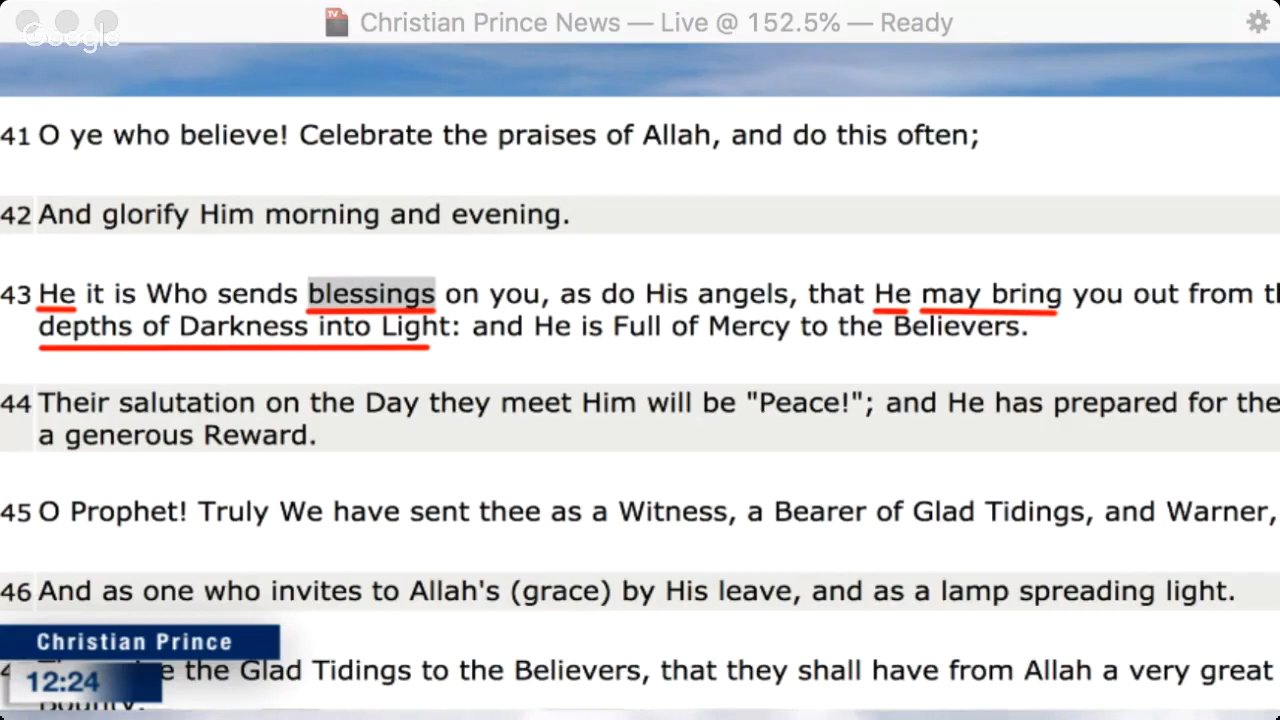 Christian Prince News — Live @ 152.5% — Ready
Google
41 O ye who believe! Celebrate the praises of Allah, and do this often;
42 And glorify Him morning and evening.
43 He it is Who sends blessings on you, as do His angels, that He may bring you out from
depths of Darkness into Light: and He is Full of Mercy to the Believers.
44 Their salutation on the Day they meet Him will be "Peace!"; and He has prepared for
a generous Reward.
45 O Prophet! Truly We have sent thee as a Witness, a Bearer of Glad Tidings, and Warner,
46 And as one who invites to Allah's (grace) by His leave, and as a lamp spreading light.
Christian Prince
the Glad Tidings to the Believers, that they shall have from Allah a very great
12:24
Bounty.